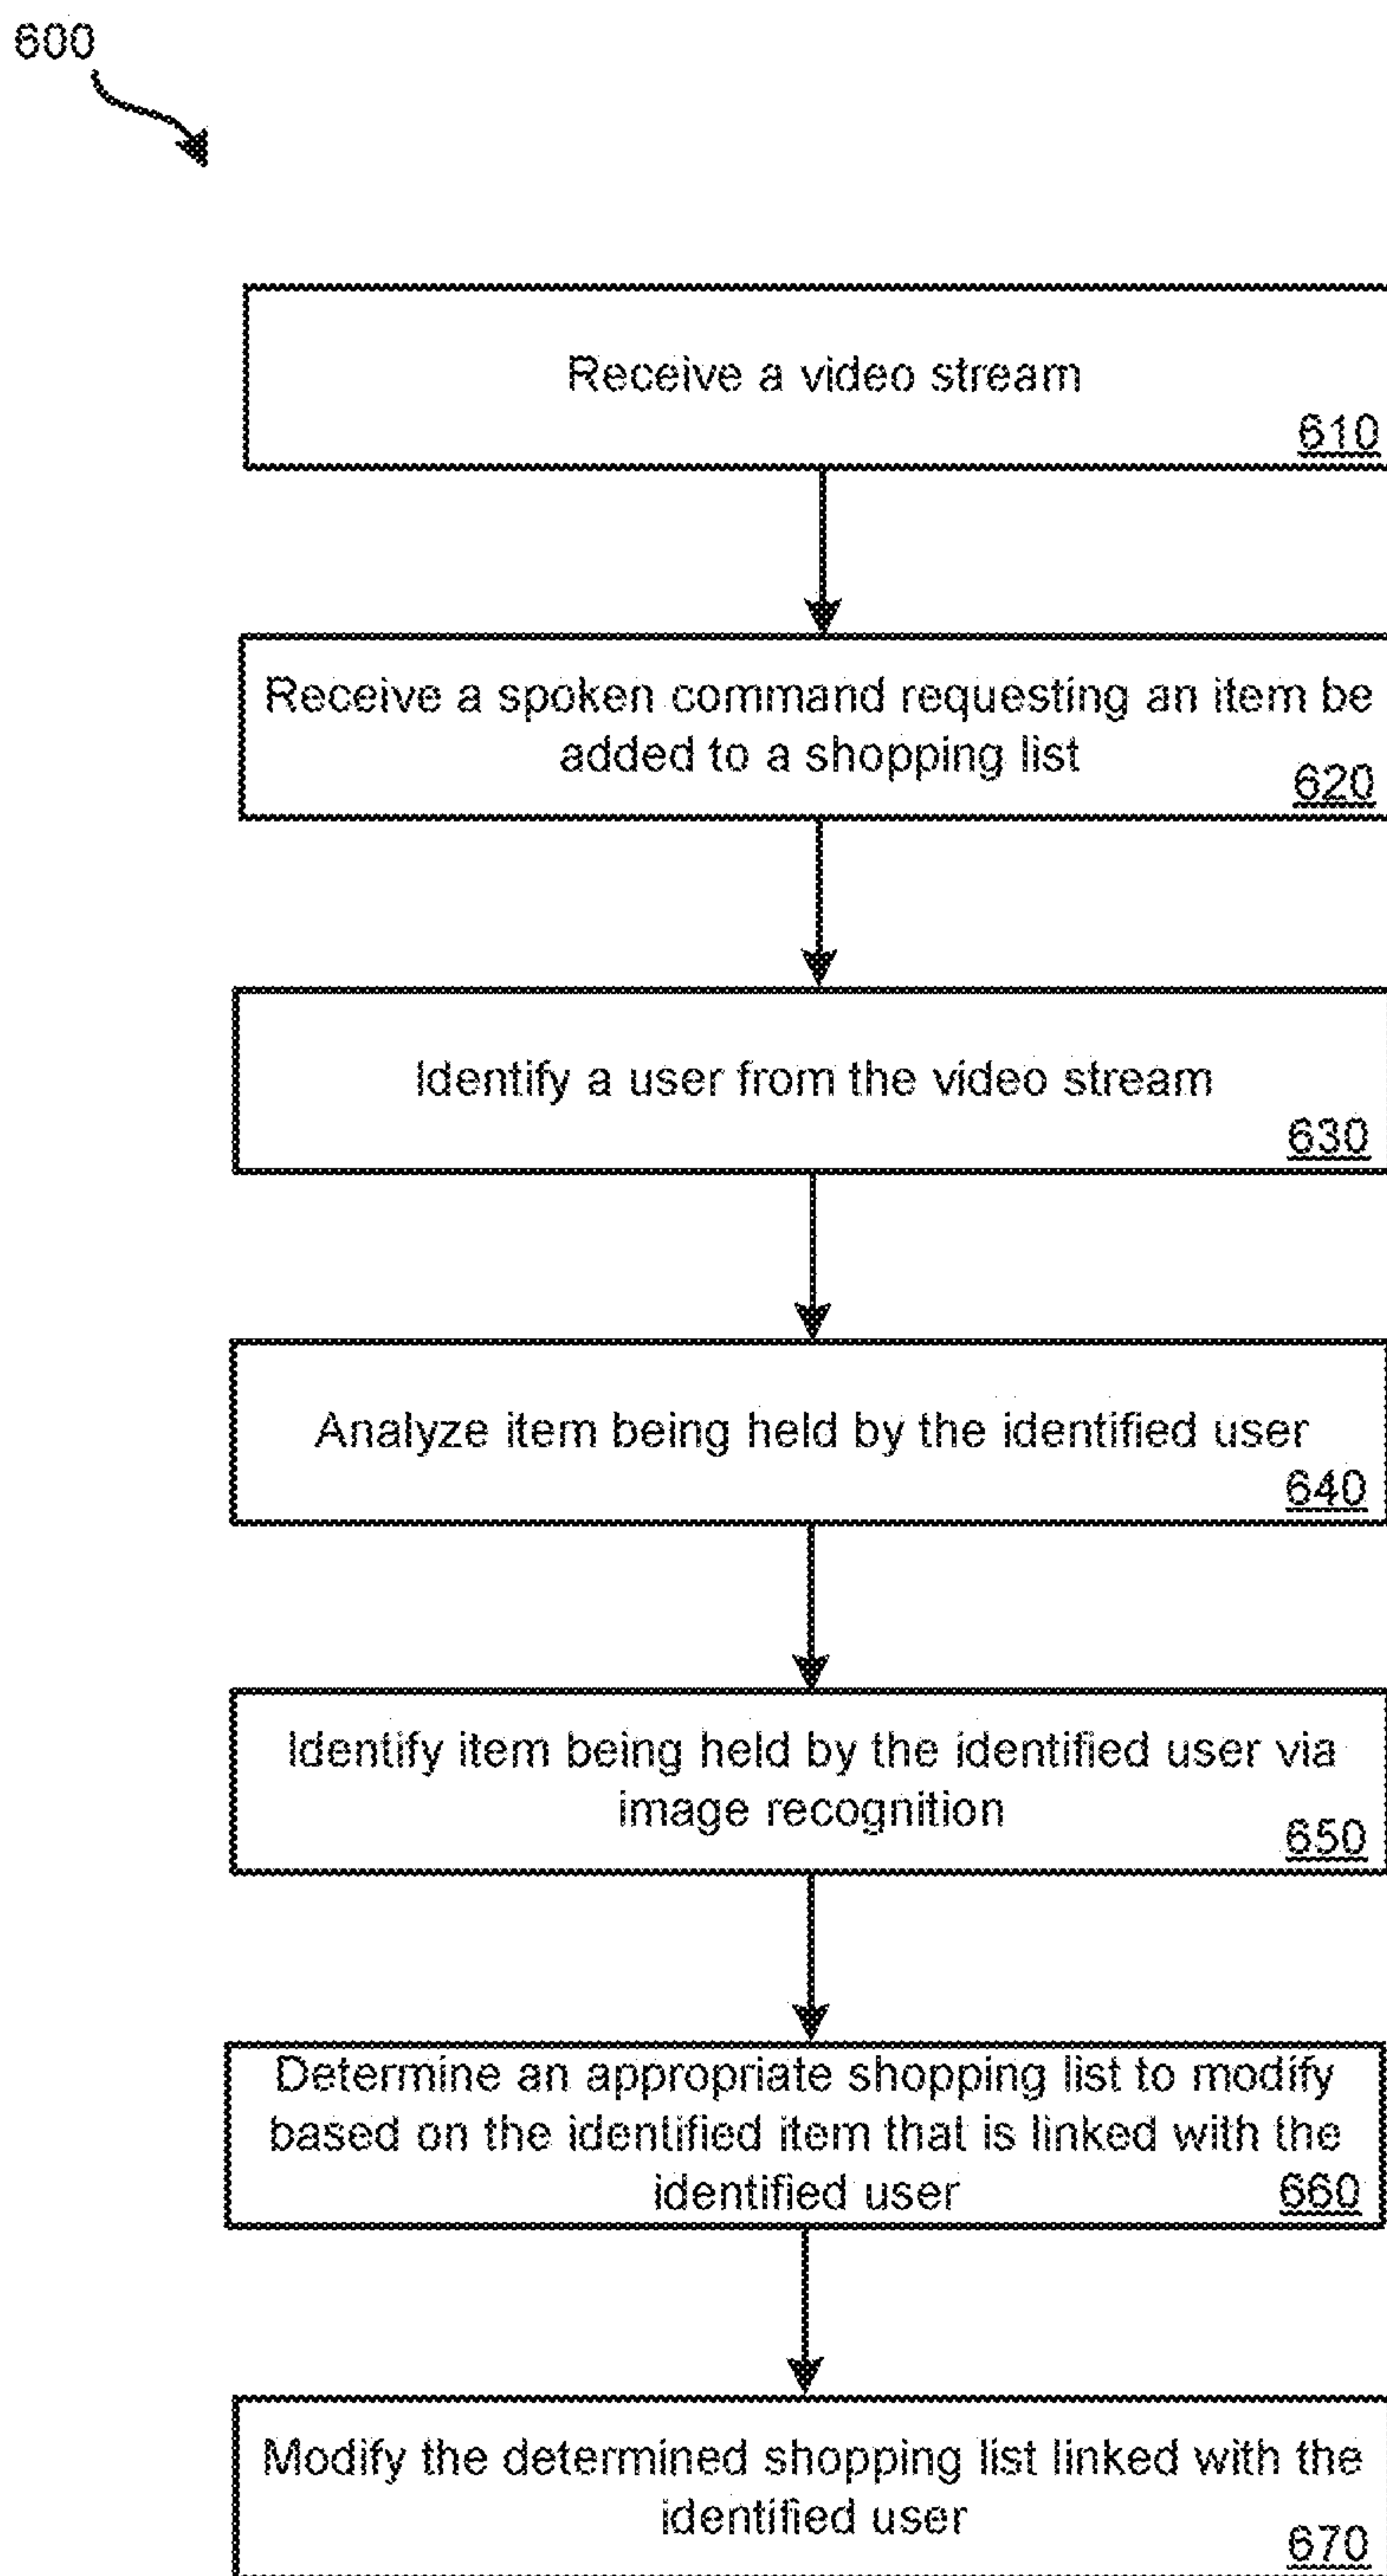 600
Receive a video stream
610
Receive a spoken command requesting an item be
added to a shopping list
620
Identify a user from the video stream
630
Analyze item being held by the identified user
640
Identify item being held by the identified user via
image recognition
650
Determine an appropriate shopping list to modify
based on the identified item that is linked with the
identified user
660
Modify the determined shopping list linked with the
identified user
670